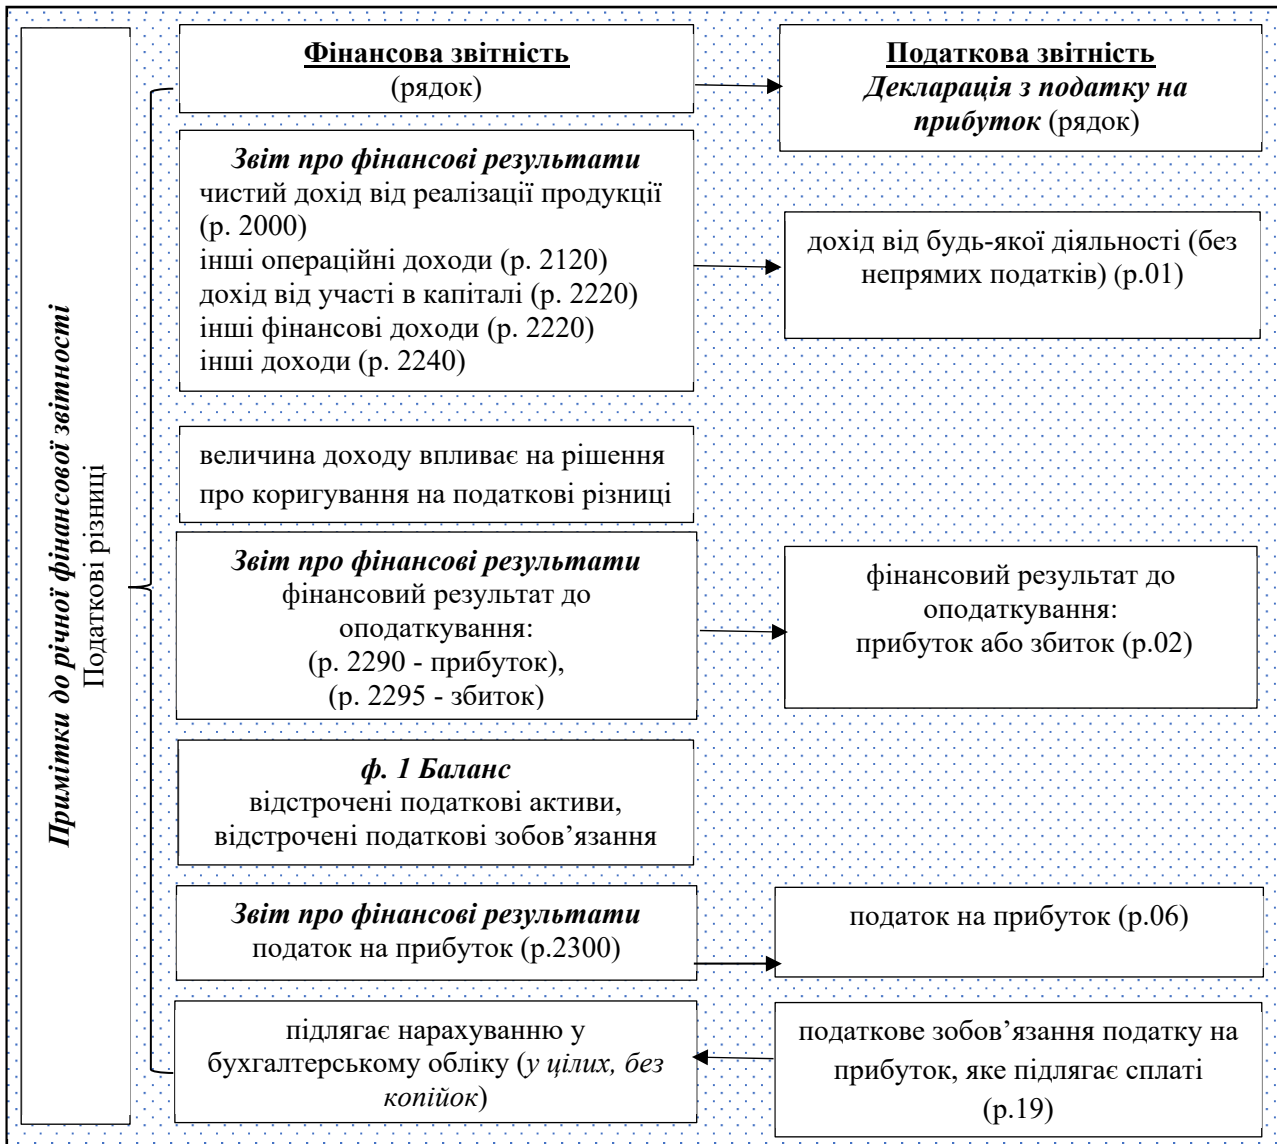 Примітки до річної фінансової звітності
Податкові різниці
Фінансова звітність
(рядок)
Податкова звітність
Декларація з податку на
прибуток (рядок)
Звіт про фінансові результати
чистий дохід від реалізації продукції
(р. 2000)
інші операційні доходи (р. 2120)
дохід від участі в капіталі (р. 2220)
інші фінансові доходи (р. 2220)
інші доходи (р. 2240)
дохід від будь-якої діяльності (без
непрямих податків) (р.01)
величина доходу впливає на рішення
про коригування на податкові різниці
Звіт про фінансові результати
фінансовий результат до
оподаткування:
(р. 2290 - прибуток),
(р. 2295 - збиток)
фінансовий результат до
оподаткування:
прибуток або збиток (р.02)
ф. 1 Баланс
відстрочені податкові активи,
відстрочені податкові зобов’язання
Звіт про фінансові результати
податок на прибуток (р.2300)
податок на прибуток (р.06)
підлягає нарахуванню у
бухгалтерському обліку (у цілих, без
копійок)
податкове зобов’язання податку на
прибуток, яке підлягає сплаті
(р.19)